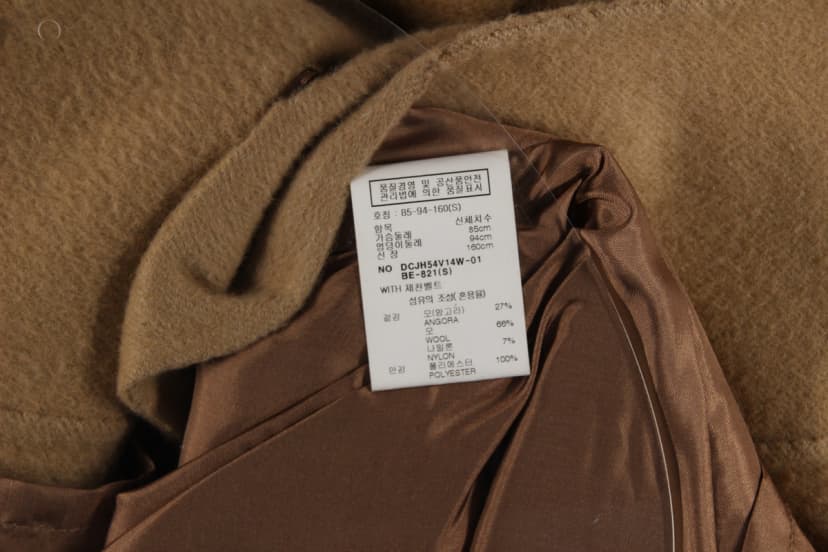 품질경영 및 공산품안전
관리법에 의한 품질표시
호칭 : 85-94-160(S)
항목 신체치수
가슴둘레 85cm
엉덩이둘레 94cm
신 장 160cm
NO DCJH54V14W-01
BE-821(S)
WITH 제천벨트
섬유의 조성(혼용율)
겉감 모(앙고라) 27%
ANGORA
모 66%
WOOL
나일론 7%
NYLON
안감 폴리에스터 100%
POLYESTER